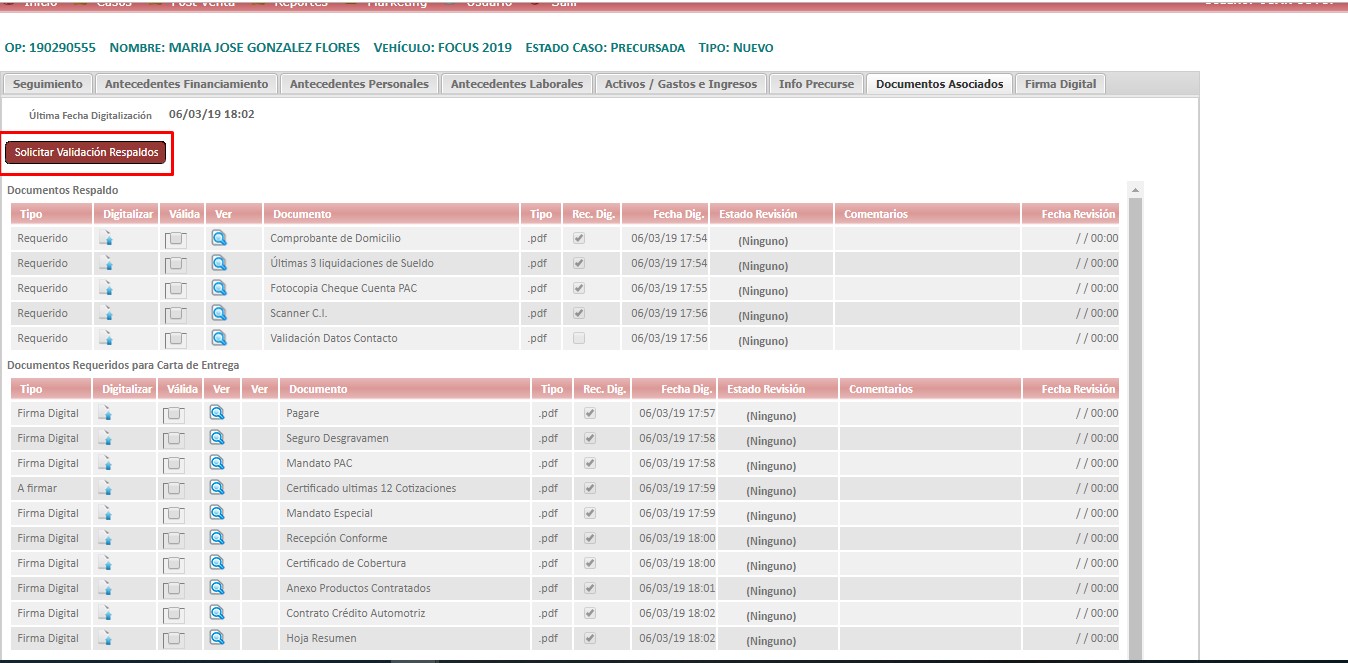 Inicio Casos Post Venta Reportes Marketing Usuario Salir
OP: 190290555 NOMBRE: MARIA JOSE GONZALEZ FLORES VEHÍCULO: FOCUS 2019 ESTADO CASO: PRECURSADA TIPO: NUEVO
Seguimiento Antecedentes Financiamiento Antecedentes Personales Antecedentes Laborales Activos / Gastos e Ingresos Info Precurse Documentos Asociados Firma Digital
Última Fecha Digitalización 06/03/19 18:02
Solicitar Validación Respaldos
Documentos Respaldo
Tipo Digitalizar Válida Ver Documento Tipo Rec. Dig. Fecha Dig. Estado Revisión Comentarios Fecha Revisión
Requerido Comprobante de Domicilio .pdf 06/03/19 17:54 (Ninguno) / / 00:00
Requerido Últimas 3 liquidaciones de Sueldo .pdf 06/03/19 17:54 (Ninguno) / / 00:00
Requerido Fotocopia Cheque Cuenta PAC .pdf 06/03/19 17:55 (Ninguno) / / 00:00
Requerido Scanner C.I. .pdf 06/03/19 17:56 (Ninguno) / / 00:00
Requerido Validación Datos Contacto .pdf 06/03/19 17:56 (Ninguno) / / 00:00
Documentos Requeridos para Carta de Entrega
Tipo Digitalizar Válida Ver Ver Documento Tipo Rec. Dig. Fecha Dig. Estado Revisión Comentarios Fecha Revisión
Firma Digital Pagare .pdf 06/03/19 17:57 (Ninguno) / / 00:00
Firma Digital Seguro Desgravamen .pdf 06/03/19 17:58 (Ninguno) / / 00:00
Firma Digital Mandato PAC .pdf 06/03/19 17:58 (Ninguno) / / 00:00
A firmar Certificado ultimas 12 Cotizaciones .pdf 06/03/19 17:59 (Ninguno) / / 00:00
Firma Digital Mandato Especial .pdf 06/03/19 17:59 (Ninguno) / / 00:00
Firma Digital Recepción Conforme .pdf 06/03/19 18:00 (Ninguno) / / 00:00
Firma Digital Certificado de Cobertura .pdf 06/03/19 18:00 (Ninguno) / / 00:00
Firma Digital Anexo Productos Contratados .pdf 06/03/19 18:01 (Ninguno) / / 00:00
Firma Digital Contrato Crédito Automotriz .pdf 06/03/19 18:02 (Ninguno) / / 00:00
Firma Digital Hoja Resumen .pdf 06/03/19 18:02 (Ninguno) / / 00:00